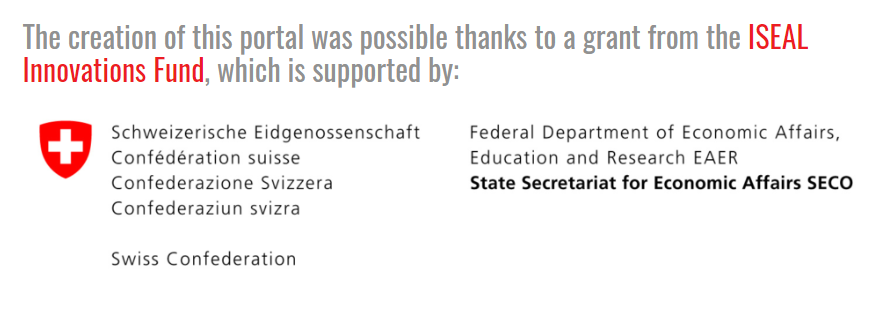 The creation of this portal was possible thanks to a grant from the ISEAL
Innovations Fund, which is supported by:
Schweizerische Eidgenossenschaft
Confédération suisse
Confederazione Svizzera
Confederaziun svizra
Swiss Confederation
Federal Department of Economic Affairs,
Education and Research EAER
State Secretariat for Economic Affairs SECO